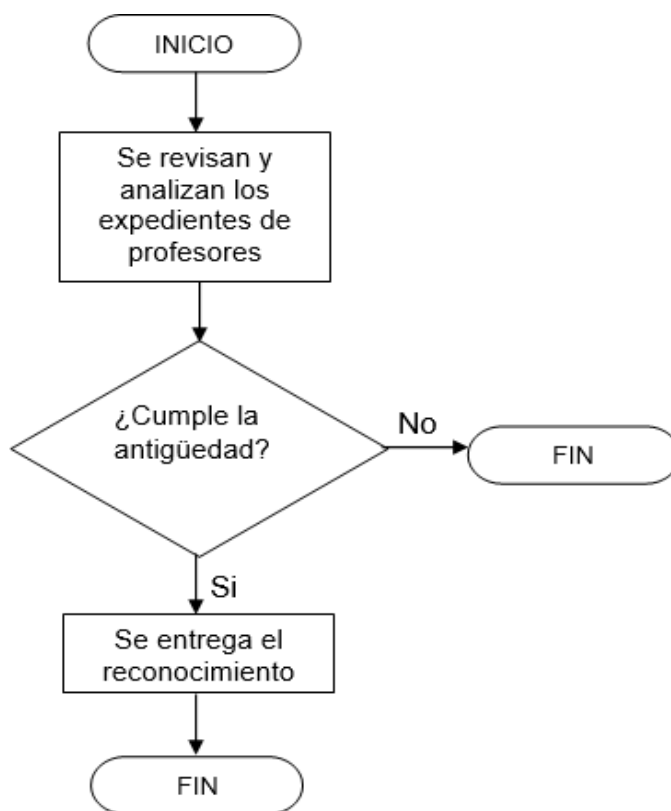 INICIO
Se revisan y
analizan los
expedientes de
profesores
¿Cumple la
antigüedad?
No
FIN
Si
Se entrega el
reconocimiento
FIN